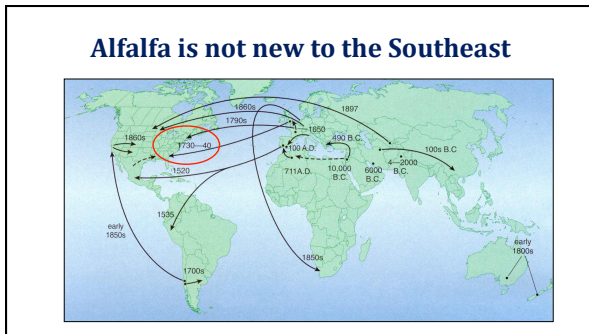 Alfalfa is not new to the Southeast
1860s
1897
1790s
1860s
1650
490 B.C.
1730—40
100 A.D.
100s B.C
1520
711A.D.
10,000
B.C.
6000
B.C.
4—2000
B.C.
1535
early
1850s
1700s
1850s
early
1800s